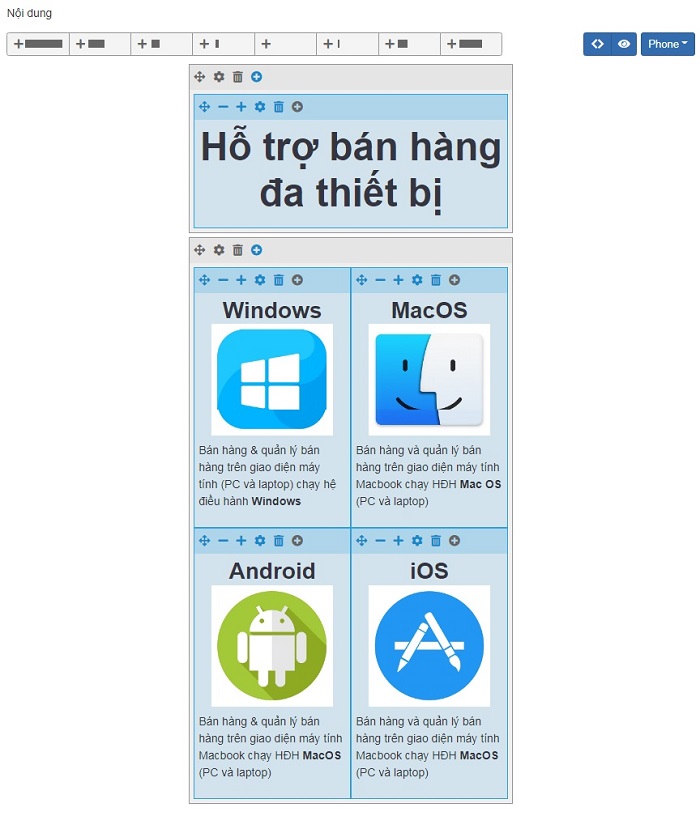 Nội dung
Phone
Hỗ trợ bán hàng
đa thiết bị
Windows
Bán hàng & quản lý bán
hàng trên giao diện máy
tính (PC và laptop) chạy hệ
điều hành Windows
MacOS
Bán hàng và quản lý bán
hàng trên giao diện máy tính
Macbook chạy HĐH Mac OS
(PC và laptop)
Android
Bán hàng & quản lý bán
hàng trên giao diện máy tính
Macbook chạy HĐH MacOS
(PC và laptop)
iOS
Bán hàng và quản lý bán
hàng trên giao diện máy tính
Macbook chạy HĐH MacOS
(PC và laptop)